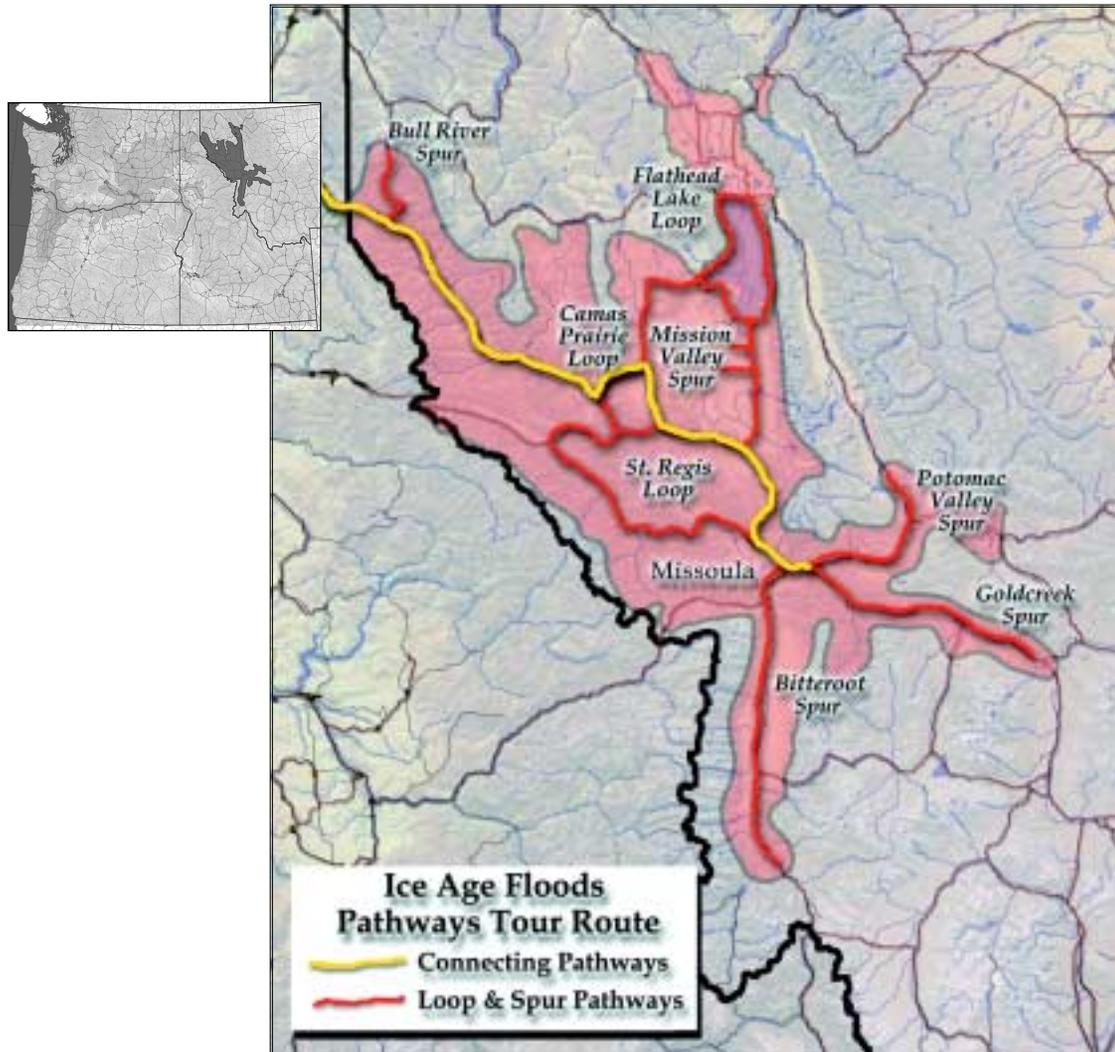 Bull River
Spur
Flathead
Lake
Loop
Camas
Prairie
Loop
Mission
Valley
Spur
St. Regis
Loop
Potomac
Valley
Spur
Missoula
Goldcreek
Spur
Bitteroot
Spur
Ice Age Floods
Pathways Tour Route
Connecting Pathways
Loop & Spur Pathways